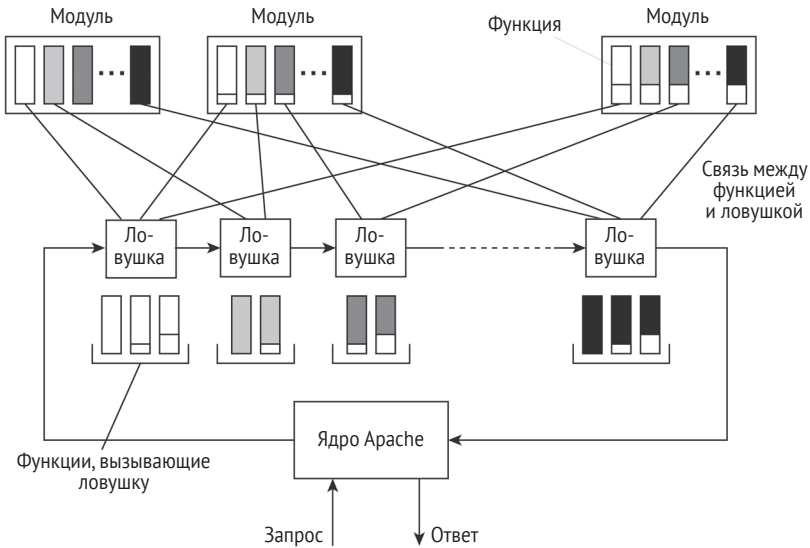 Модуль
Модуль
Функция
Модуль
Связь между
функцией
и ловушкой
Ло-
вушка
Ло-
вушка
Ло-
вушка
Ло-
вушка
Функции, вызывающие
ловушку
Ядро Apache
Запрос
Ответ